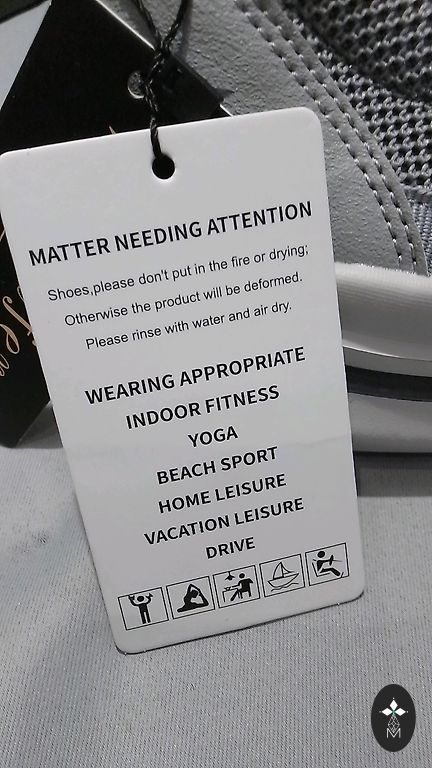 MATTER NEEDING ATTENTION
Shoes,please don't put in the fire or drying;
Otherwise the product will be deformed.
Please rinse with water and air dry.
WEARING APPROPRIATE
INDOOR FITNESS
YOGA
BEACH SPORT
HOME LEISURE
VACATION LEISURE
DRIVE
M